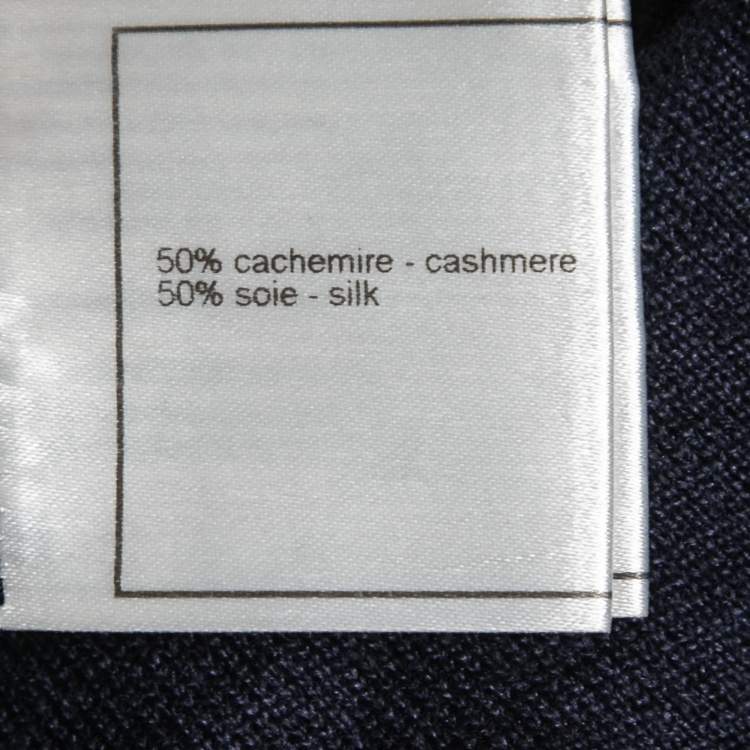 50% cachemire - cashmere
50% soie - silk